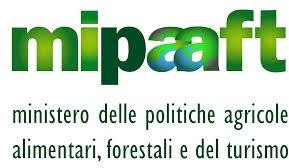 mipaaft
ministero delle politiche agricole
alimentari, forestali e del turismo